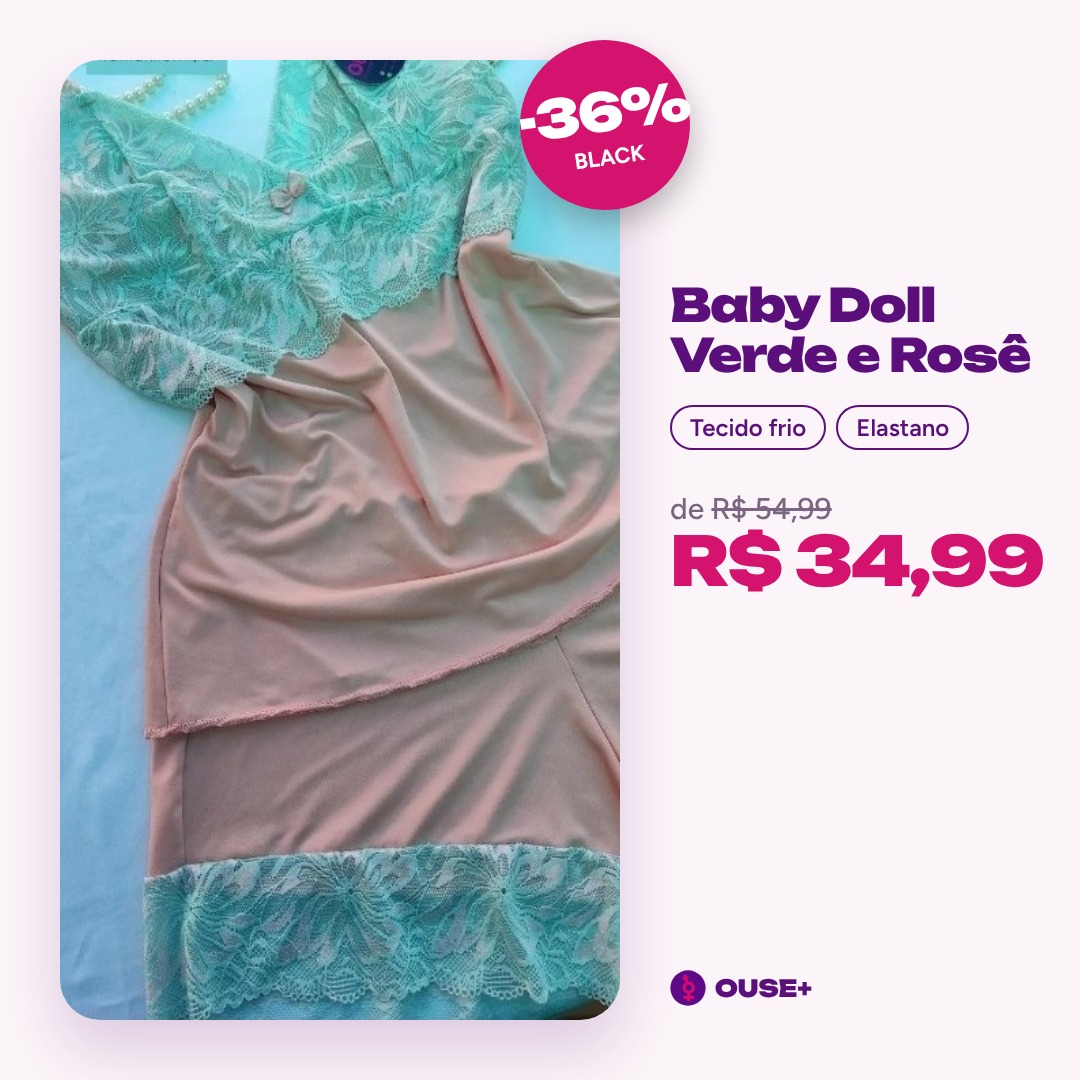 -36%
BLACK
Baby Doll
Verde e Rosê
Tecido frio
Elastano
de R$ 54,99
R$ 34,99
OUSE+